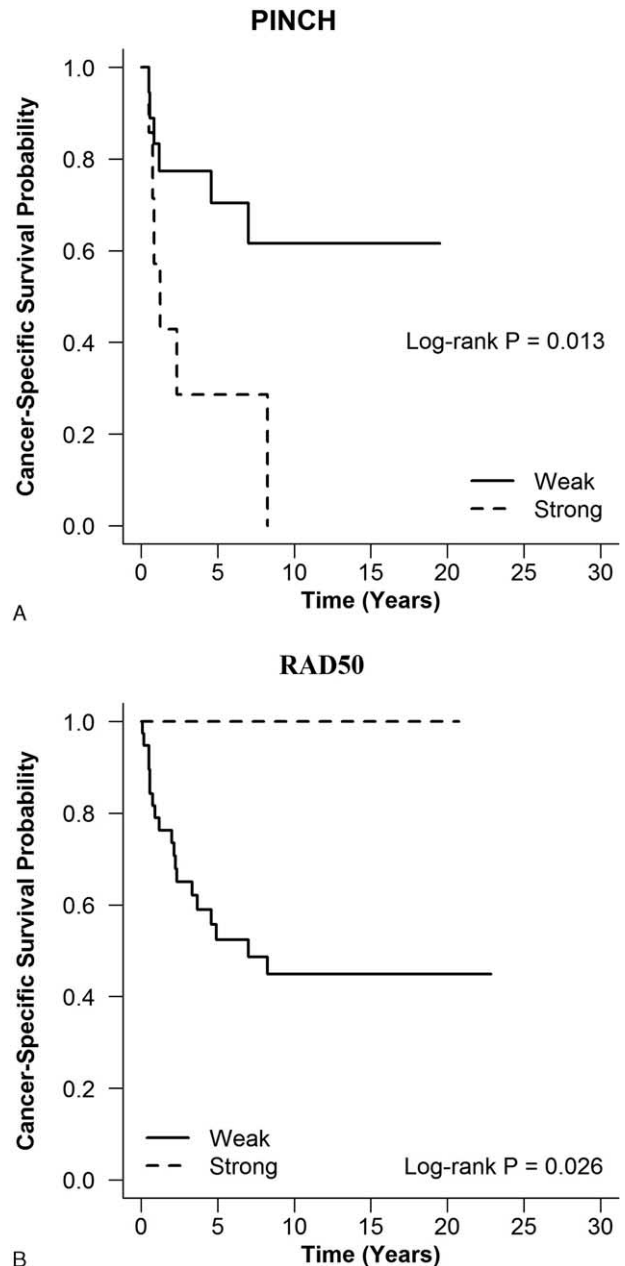 PINCH
Cancer-Specific Survival Probability
1.0
0.8
0.6
0.4
0.2
0.0
Log-rank P = 0.013
Weak
Strong
0 5 10 15 20 25 30
Time (Years)
A
RAD50
Cancer-Specific Survival Probability
1.0
0.8
0.6
0.4
0.2
0.0
Weak
Strong
Log-rank P = 0.026
0 5 10 15 20 25 30
Time (Years)
B